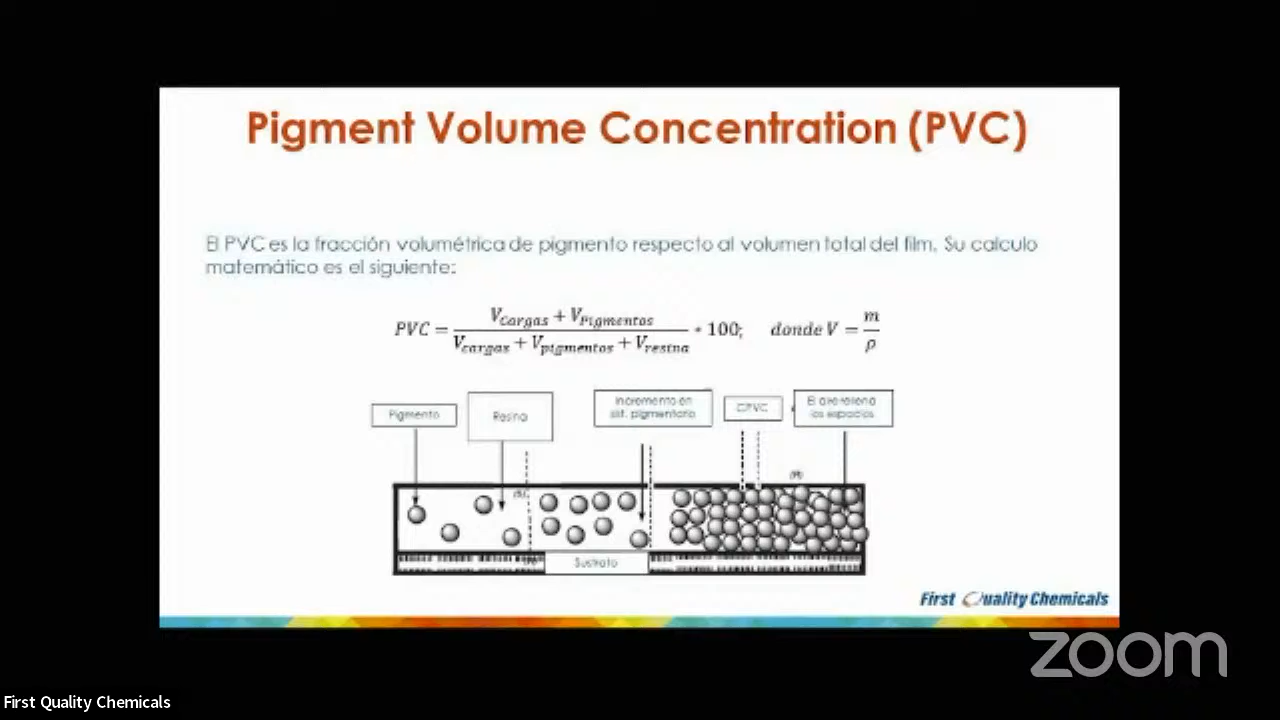 Pigment Volume Concentration (PVC)
El PVC es la fracción volumétrica de pigmento respecto al volumen total del film. Su calculo
matemático es el siguiente:
PVC = (V_Cargas + V_Pigmentos) / (V_cargas + V_pigmentos + V_resina) * 100; donde V = m / ρ
Pigmento
Resina
Incremento en
sist. pigmentario
CPVC
El aire rellena
los espacios
Sustrato
First Quality Chemicals
zoom
First Quality Chemicals